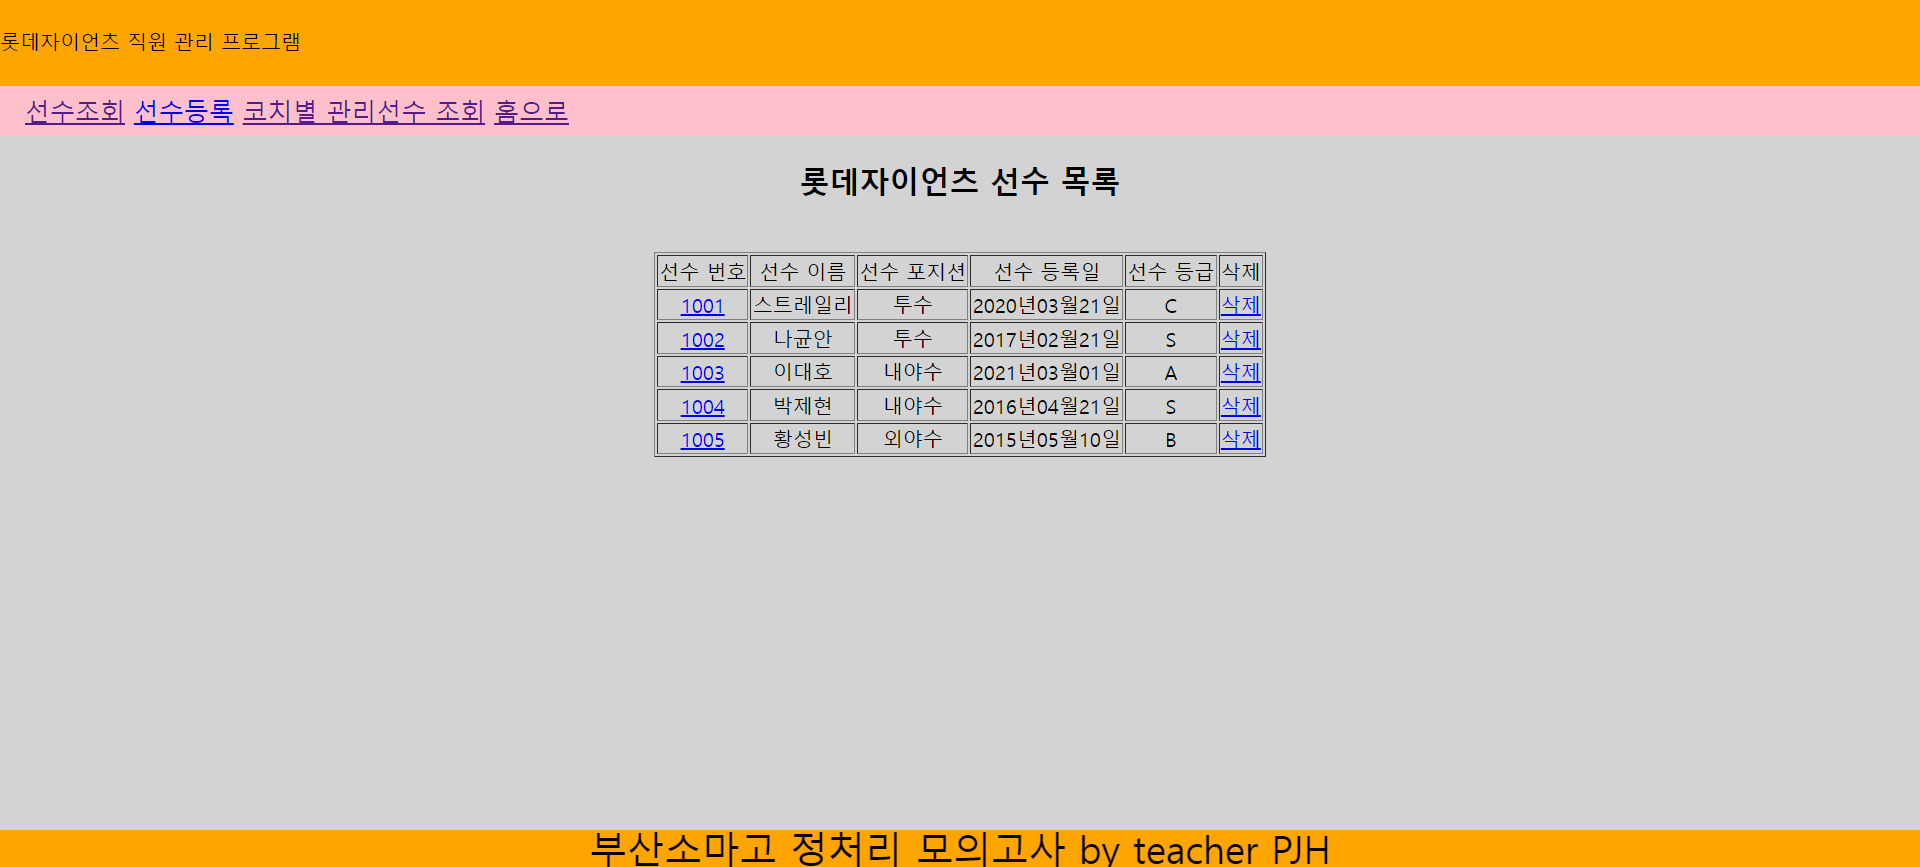 롯데자이언츠 직원 관리 프로그램
선수조회 선수등록 코치별 관리선수 조회 홈으로
롯데자이언츠 선수 목록
선수 번호 선수 이름 선수 포지션 선수 등록일 선수 등급 삭제
1001 스트레일리 투수 2020년03월21일 C 삭제
1002 나균안 투수 2017년02월21일 S 삭제
1003 이대호 내야수 2021년03월01일 A 삭제
1004 박제현 내야수 2016년04월21일 S 삭제
1005 황성빈 외야수 2015년05월10일 B 삭제
부산소마고 정처리 모의고사 by teacher PJH